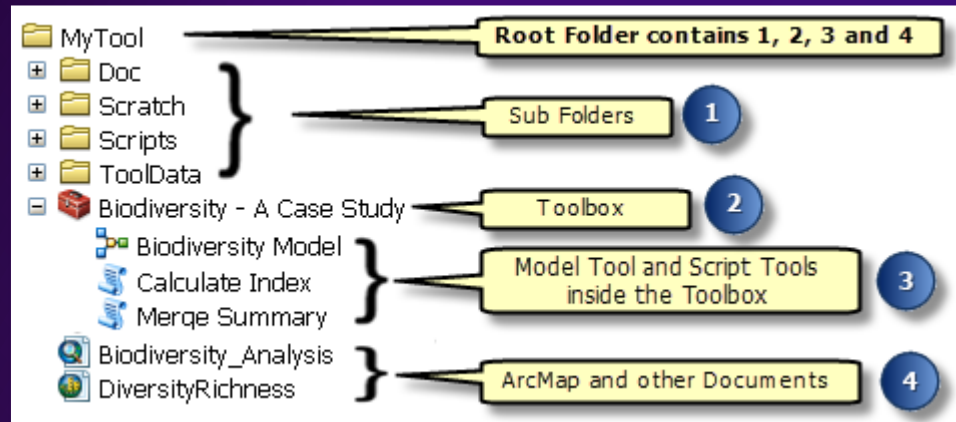 MyTool
Root Folder contains 1, 2, 3 and 4
Doc
Scratch
Sub Folders
1
Scripts
ToolData
Biodiversity - A Case Study
Toolbox
2
Biodiversity Model
Calculate Index
Model Tool and Script Tools
inside the Toolbox
3
Merge Summary
Biodiversity_Analysis
DiversityRichness
ArcMap and other Documents
4